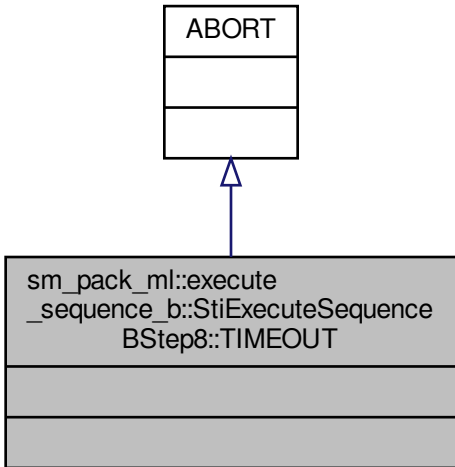 ABORT
sm_pack_ml::execute
_sequence_b::StiExecuteSequence
BStep8::TIMEOUT